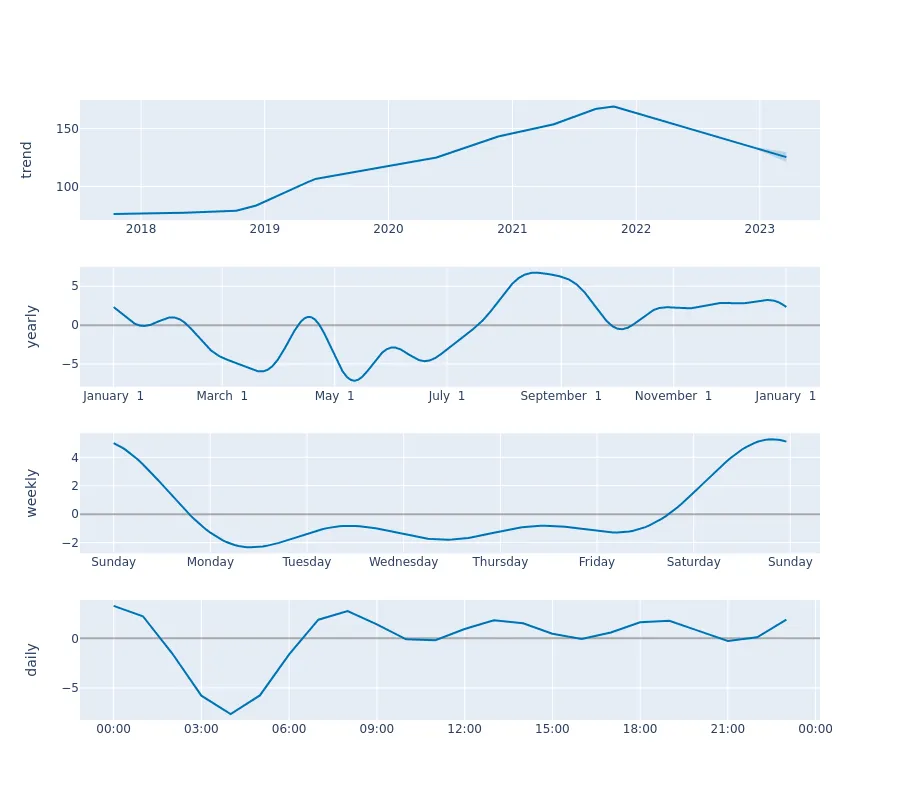 trend
150
100
2018 2019 2020 2021 2022 2023
yearly
5
0
−5
January 1 March 1 May 1 July 1 September 1 November 1 January 1
weekly
4
2
0
−2
Sunday Monday Tuesday Wednesday Thursday Friday Saturday Sunday
daily
0
−5
00:00 03:00 06:00 09:00 12:00 15:00 18:00 21:00 00:00